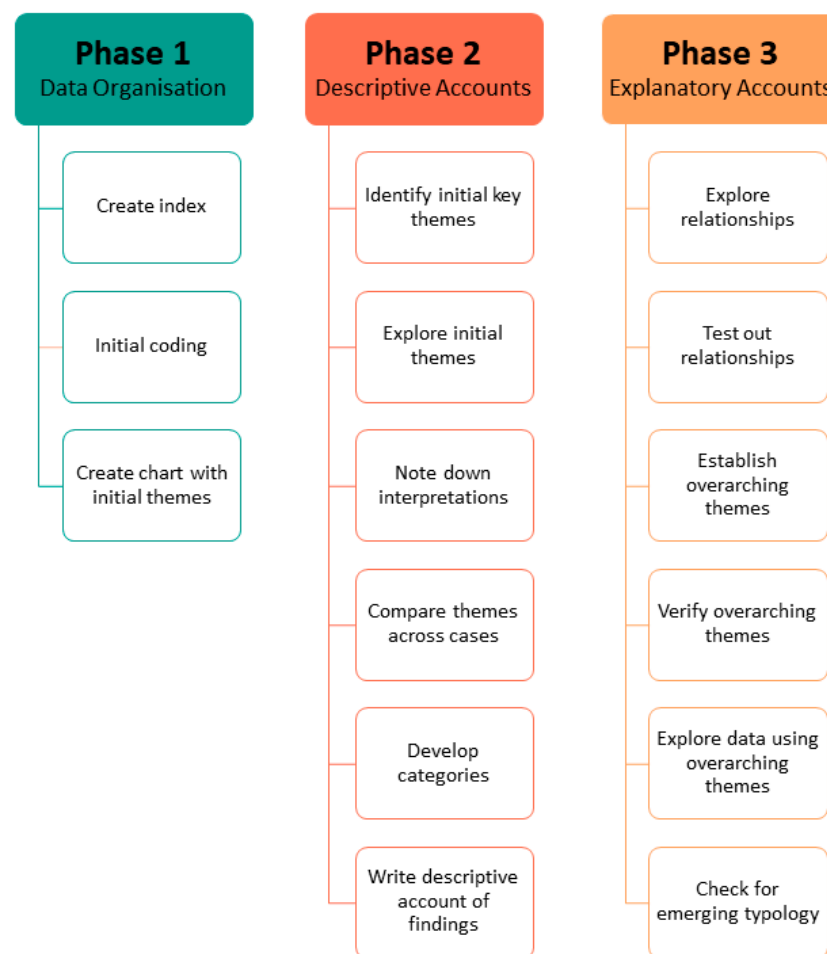 Phase 1
Data Organisation
Create index
Initial coding
Create chart with
initial themes
Phase 2
Descriptive Accounts
Identify initial key
themes
Explore initial
themes
Note down
interpretations
Compare themes
across cases
Develop
categories
Write descriptive
account of
findings
Phase 3
Explanatory Accounts
Explore
relationships
Test out
relationships
Establish
overarching
themes
Verify overarching
themes
Explore data using
overarching
themes
Check for
emerging typology